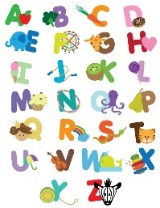 A B C D
E F G H
I J K L
M N O P
Q R S T
U V W X
Y Z